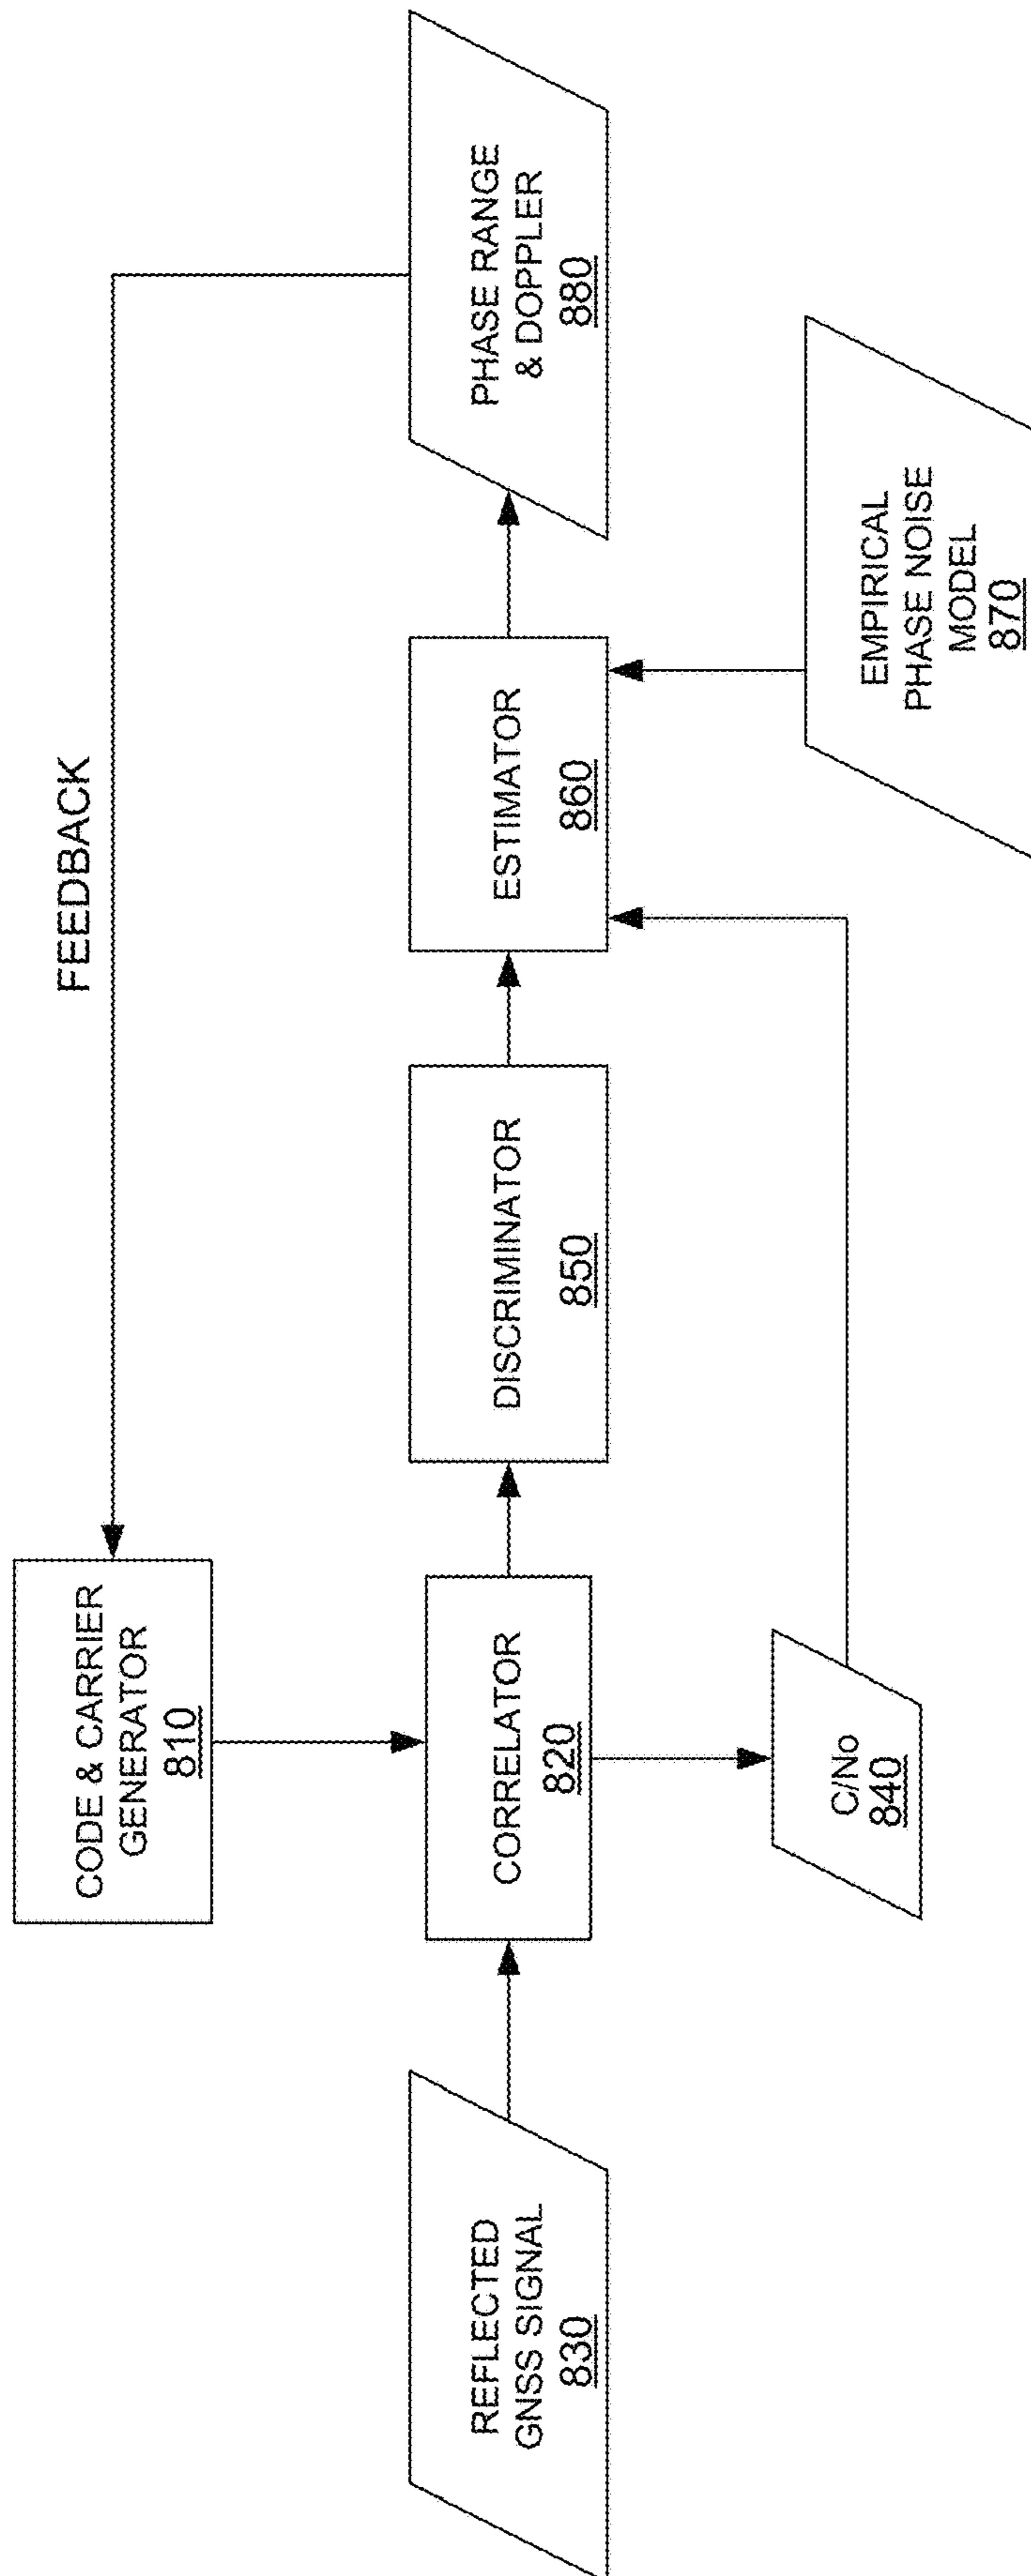 FEEDBACK
CODE & CARRIER
GENERATOR
810
REFLECTED
GNSS SIGNAL
830
CORRELATOR
820
DISCRIMINATOR
850
ESTIMATOR
860
PHASE RANGE
& DOPPLER
880
C/No
840
EMPIRICAL
PHASE NOISE
MODEL
870